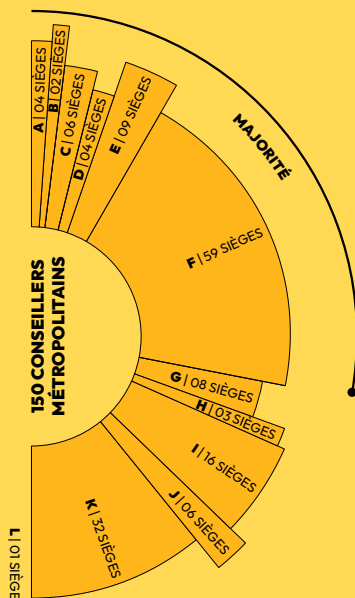 A | 04 SIÈGES
B | 02 SIÈGES
C | 06 SIÈGES
D | 04 SIÈGES
E | 09 SIÈGES
MAJORITÉ
F | 59 SIÈGES
150 CONSEILLERS
MÉTROPOLITAINS
G | 08 SIÈGES
H | 03 SIÈGES
I | 16 SIÈGES
J | 06 SIÈGES
K | 32 SIÈGES
L | 01 SIÈGE